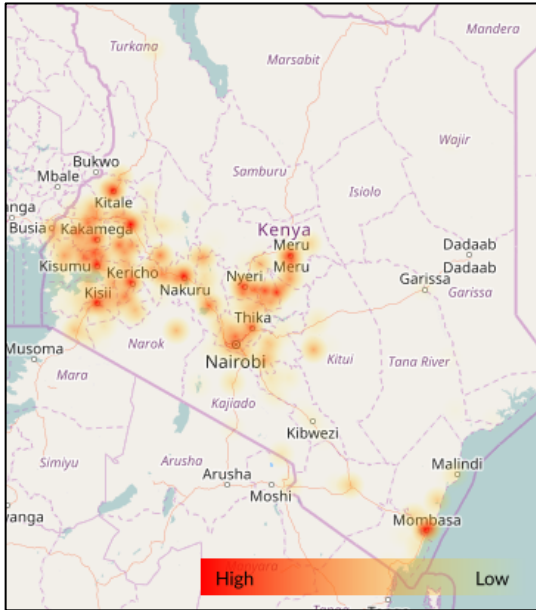 Mandera
Turkana
Marsabit
Wajir
Bukwo
Samburu
Mbale
Isiolo
Kitale
Busia
Kakamega
Kenya
Meru
Dadaab
Kisumu
Meru
Dadaab
Kericho
Nyeri
Garissa
Kisii
Nakuru
Garissa
Thika
Musoma
Narok
Nairobi
Kitui
Tana River
Mara
Kajiado
Kibwezi
Simiyu
Arusha
Malindi
Arusha
Moshi
Mombasa
High
Low